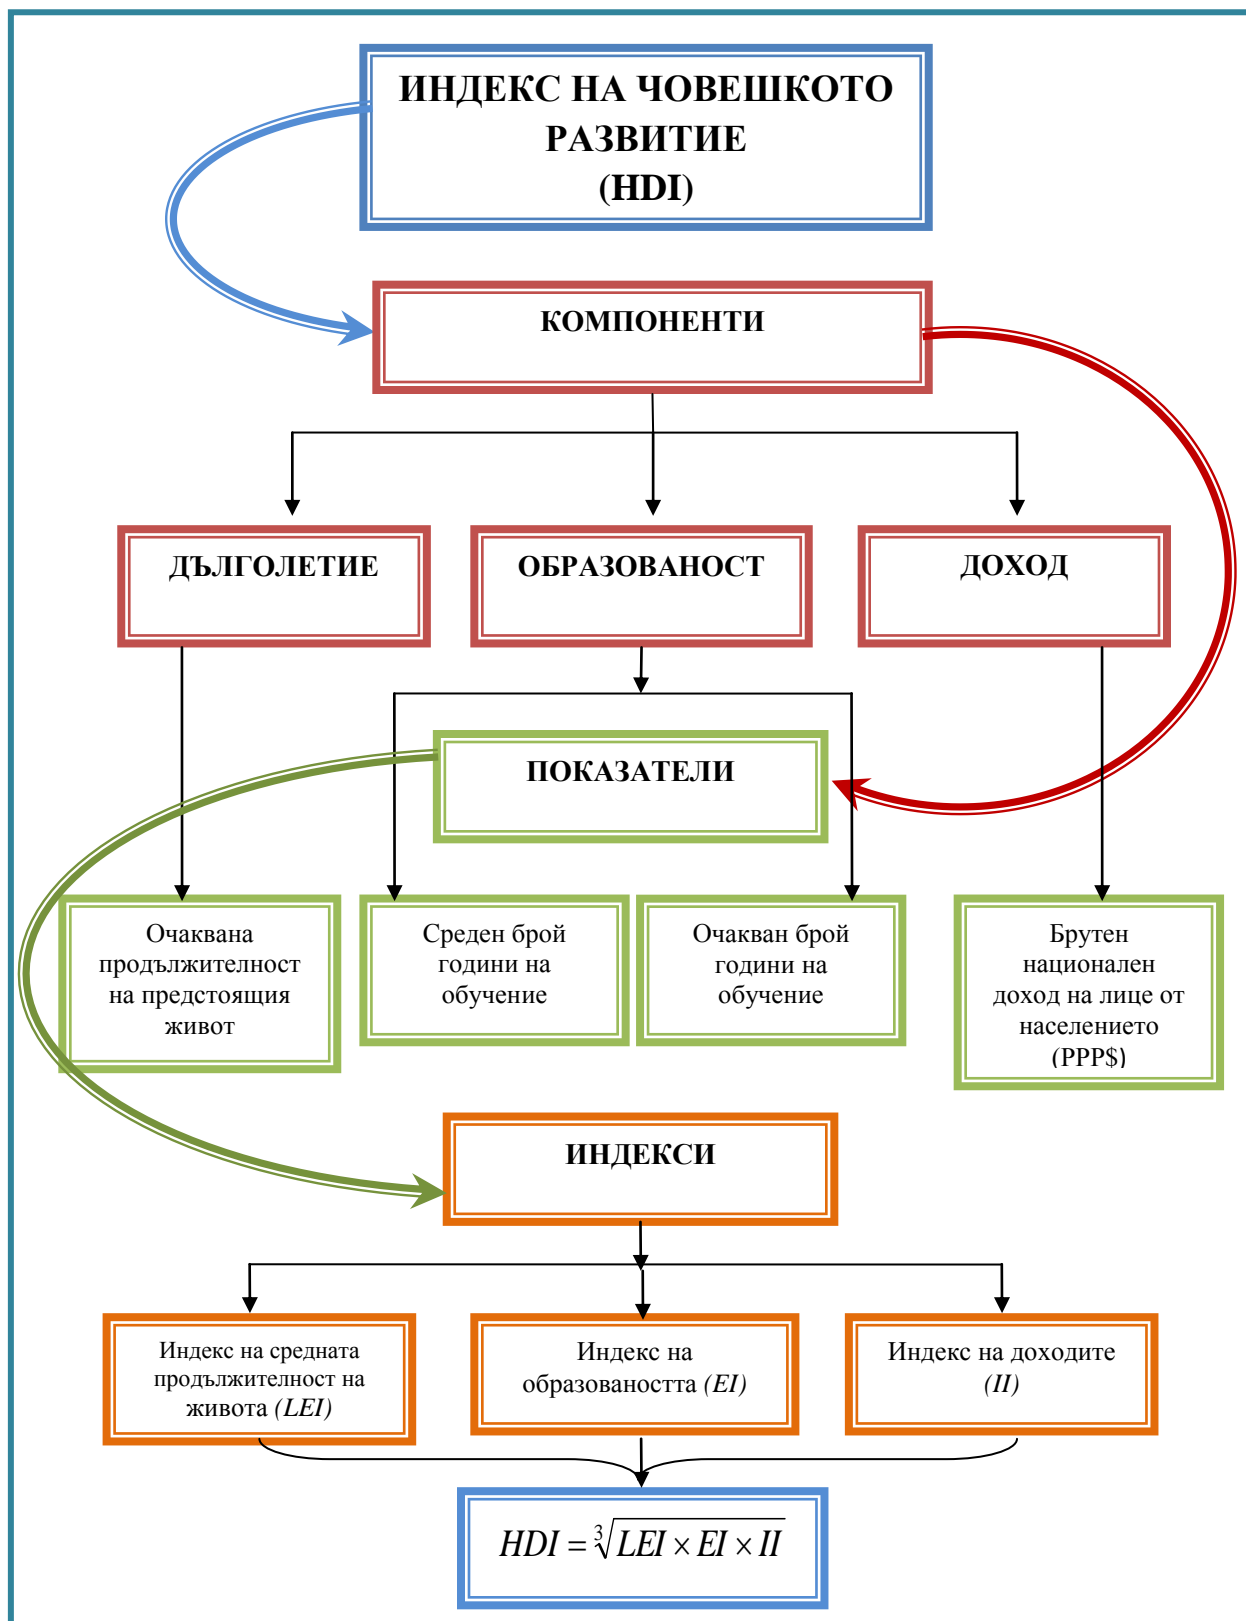 ИНДЕКС НА ЧОВЕШКОТО
РАЗВИТИЕ
(HDI)
КОМПОНЕНТИ
ДЪЛГОЛЕТИЕ
ОБРАЗОВАНОСТ
ДОХОД
ПОКАЗАТЕЛИ
Очаквана
продължителност
на предстоящия
живот
Среден брой
години на
обучение
Очакван брой
години на
обучение
Брутен
национален
доход на лице от
населението
(PPP$)
ИНДЕКСИ
Индекс на средната
продължителност на
живота (LEI)
Индекс на
образоваността (EI)
Индекс на доходите
(II)
HDI = ∛(LEI × EI × II)